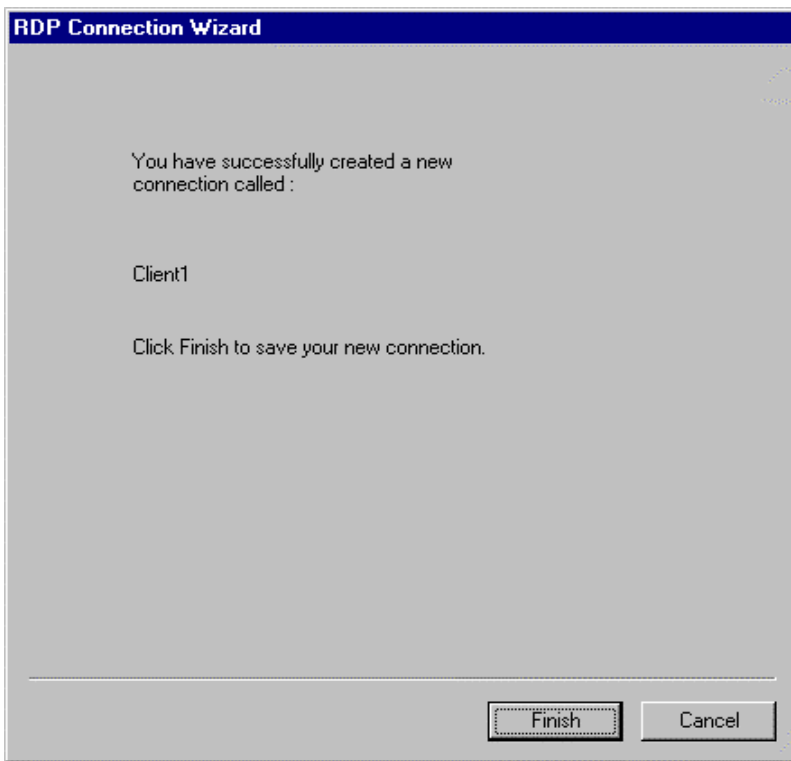 RDP Connection Wizard
You have successfully created a new
connection called :
Client1
Click Finish to save your new connection.
Finish
Cancel